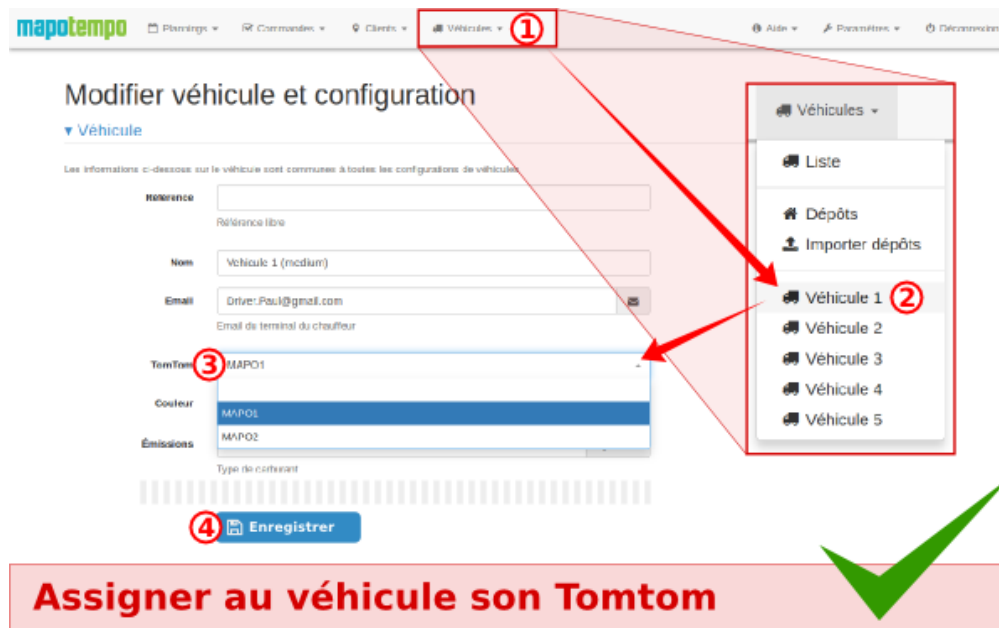 mapotempo Plannings Commandes Clients Véhicules 1 Aide Paramètres Déconnexion
Modifier véhicule et configuration
Véhicule
Les informations ci-dessous sur le véhicule sont communes à toutes les configurations de véhicules
Référence
Référence libre
Nom Vehicule 1 (medium)
Email Driver.Paul@gmail.com
Email du terminal du chauffeur
3 TomTom MAPO1
MAPO1
MAPO2
Couleur
Émissions
Type de carburant
4 Enregistrer
Véhicules
Liste
Dépôts
Importer dépôts
Véhicule 1 2
Véhicule 2
Véhicule 3
Véhicule 4
Véhicule 5
Assigner au véhicule son Tomtom